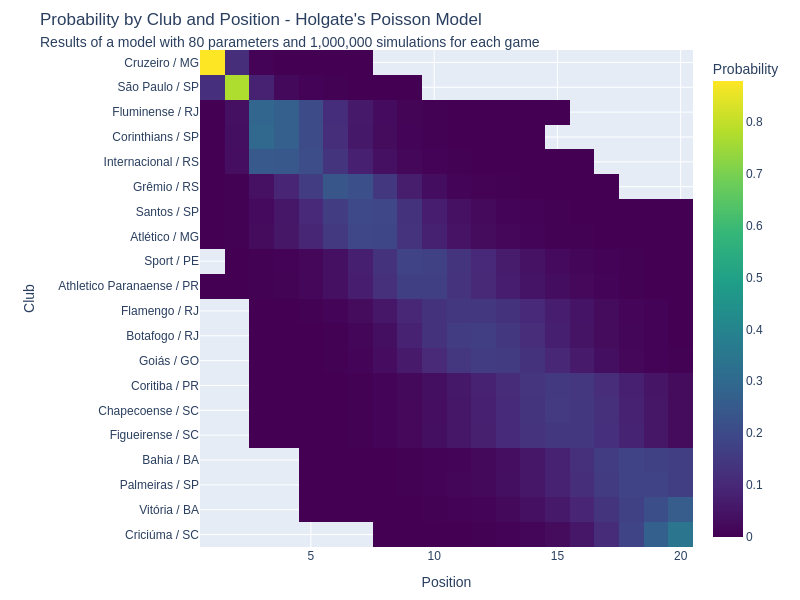 Probability by Club and Position - Holgate's Poisson Model
Results of a model with 80 parameters and 1,000,000 simulations for each game
Probability
Cruzeiro / MG
São Paulo / SP
Fluminense / RJ
Corinthians / SP
Internacional / RS
Grêmio / RS
Santos / SP
Atlético / MG
Sport / PE
Athletico Paranaense / PR
Flamengo / RJ
Botafogo / RJ
Goiás / GO
Coritiba / PR
Chapecoense / SC
Figueirense / SC
Bahia / BA
Palmeiras / SP
Vitória / BA
Criciúma / SC
Club
5
10
15
20
Position
0.8
0.7
0.6
0.5
0.4
0.3
0.2
0.1
0